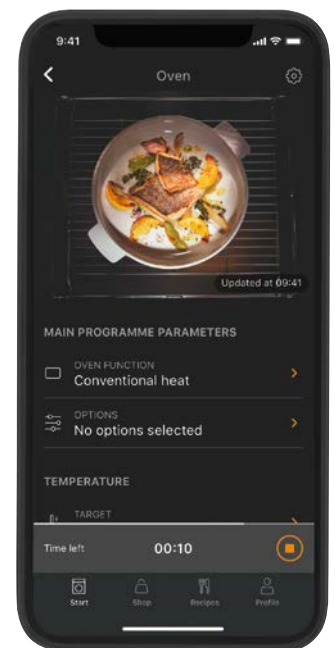 9:41
Oven
Updated at 09:41
MAIN PROGRAMME PARAMETERS
OVEN FUNCTION
Conventional heat
OPTIONS
No options selected
TEMPERATURE
TARGET
Time left
00:10
Start
Shop
Recipes
Profile